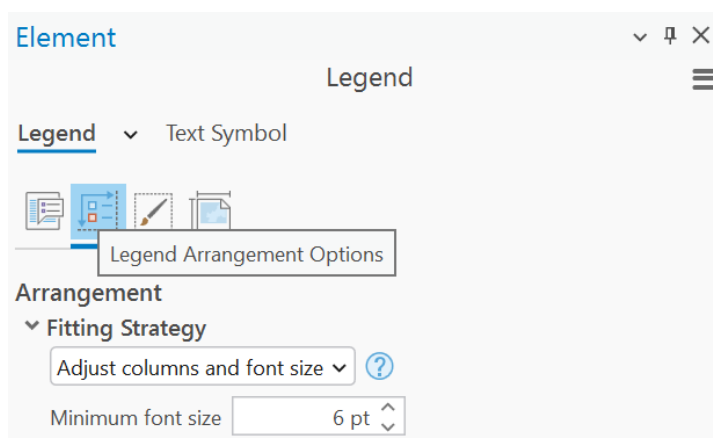 Element
Legend
Legend Text Symbol
Legend Arrangement Options
Arrangement
Fitting Strategy
Adjust columns and font size
Minimum font size 6 pt